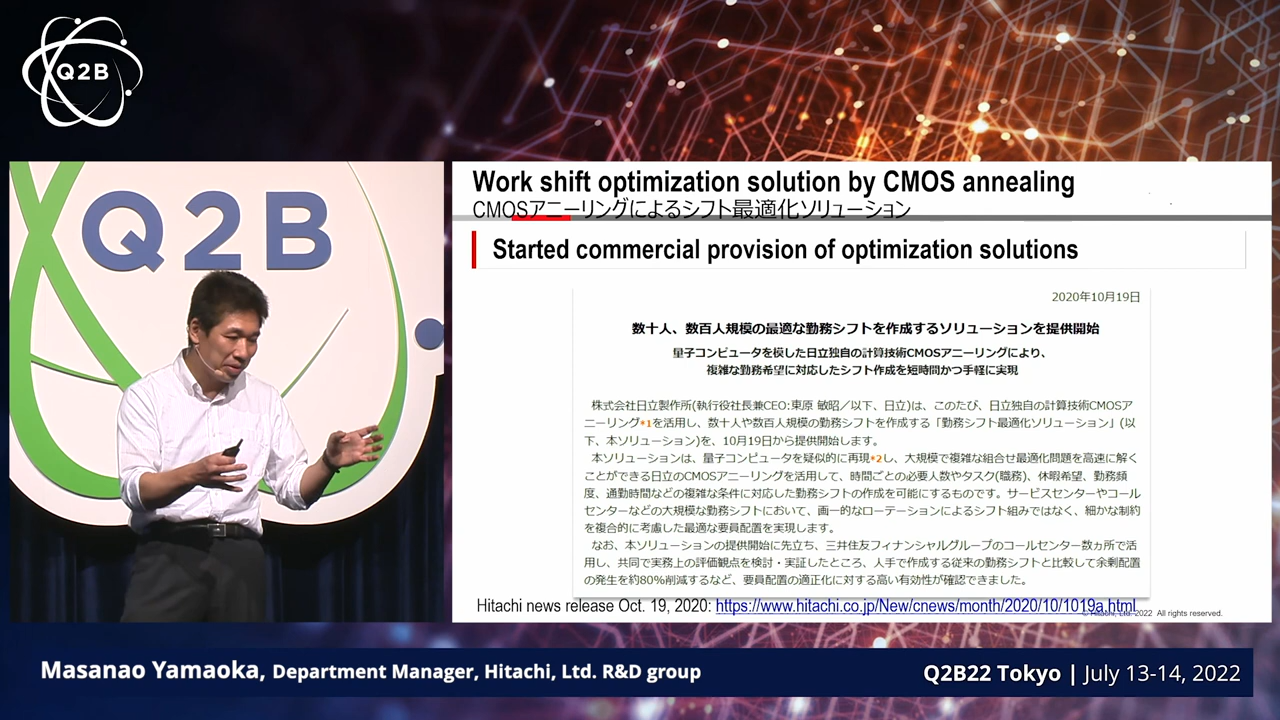 Q2B
Q2B
Work shift optimization solution by CMOS annealing
CMOSアニーリングによるシフト最適化ソリューション
Started commercial provision of optimization solutions
2020年10月19日
数十人、数百人規模の最適な勤務シフトを作成するソリューションを提供開始
量子コンピュータを模した日立独自の計算技術CMOSアニーリングにより、
複雑な勤務希望に対応したシフト作成を短時間かつ手軽に実現
株式会社日立製作所(執行役社長兼CEO:東原 敏昭／以下、日立)は、このたび、日立独自の計算技術CMOSア
ニーリング*1を活用し、数十人や数百人規模の勤務シフトを作成する「勤務シフト最適化ソリューション」(以
下、本ソリューション)を、10月19日から提供開始します。
本ソリューションは、量子コンピュータを疑似的に再現*2し、大規模で複雑な組合せ最適化問題を高速に解く
ことができる日立のCMOSアニーリングを活用して、時間ごとの必要人数やタスク(職務)、休暇希望、勤務頻
度、通勤時間などの複雑な条件に対応した勤務シフトの作成を可能にするものです。サービスセンターやコール
センターなどの大規模な勤務シフトにおいて、画一的なローテーションによるシフト組みではなく、細かな制約
を複合的に考慮した最適な要員配置を実現します。
なお、本ソリューションの提供開始に先立ち、三井住友フィナンシャルグループのコールセンター数ヵ所で活
用し、共同で実務上の評価観点を検討・実証したところ、人手で作成する従来の勤務シフトと比較して余剰配置
の発生を約80%削減するなど、要員配置の適正化に対する高い有効性が確認できました。
Hitachi news release Oct. 19, 2020: https://www.hitachi.co.jp/New/cnews/month/2020/10/1019a.html
© Hitachi, Ltd. 2022 All rights reserved.
Masanao Yamaoka, Department Manager, Hitachi, Ltd. R&D group
Q2B22 Tokyo | July 13-14, 2022